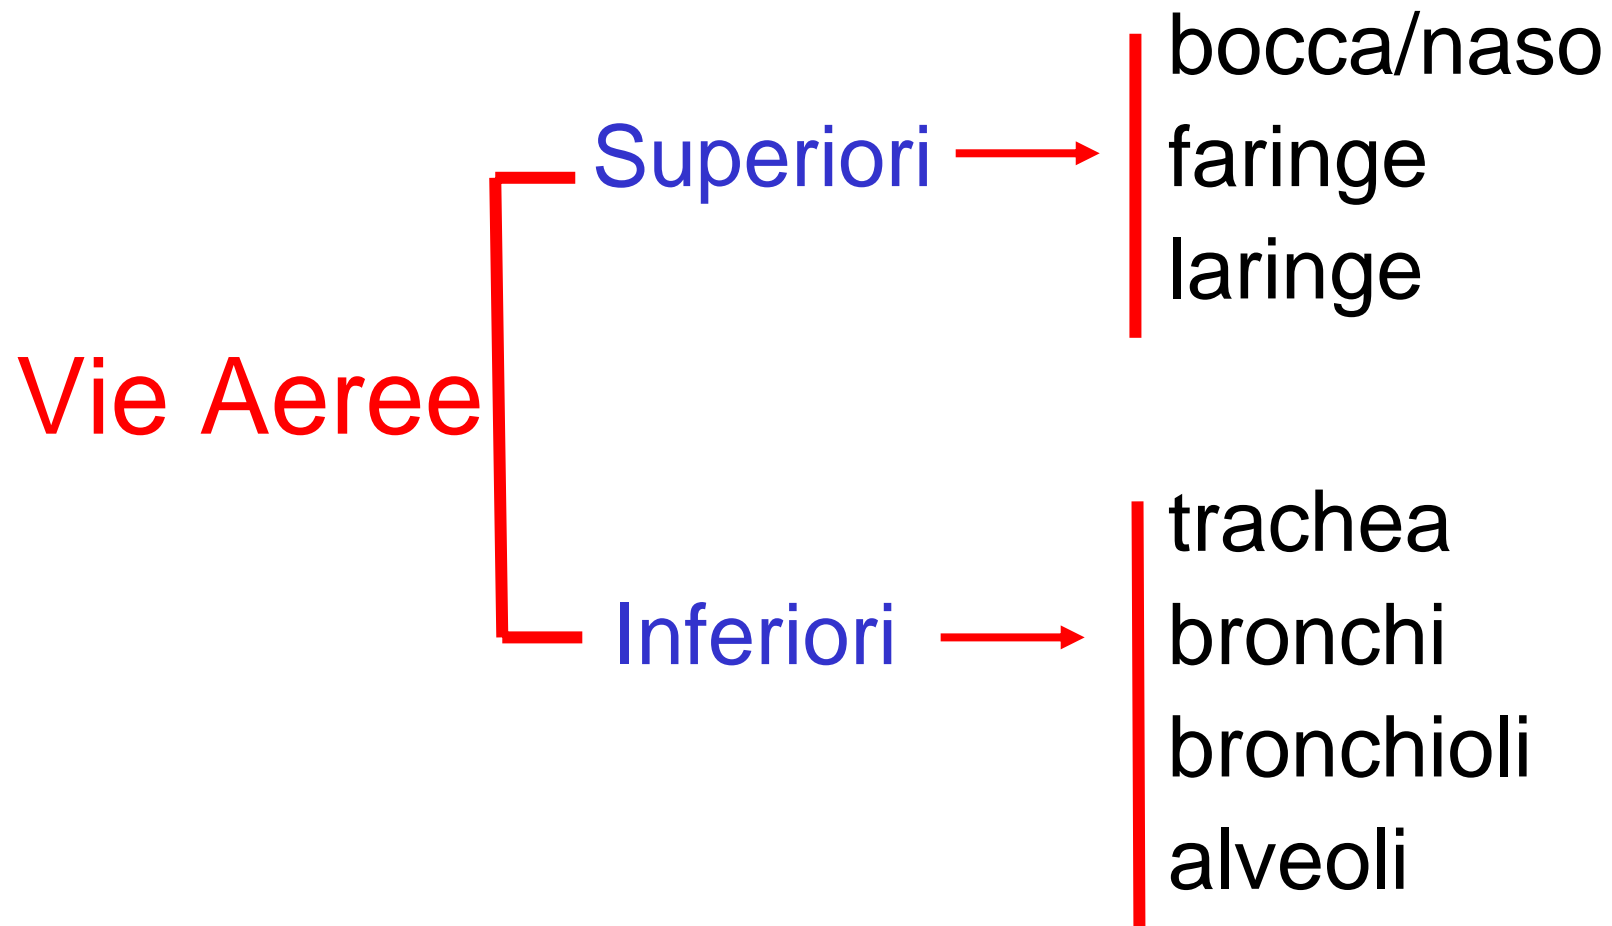 Vie Aeree
Superiori
bocca/naso
faringe
laringe
Inferiori
trachea
bronchi
bronchioli
alveoli